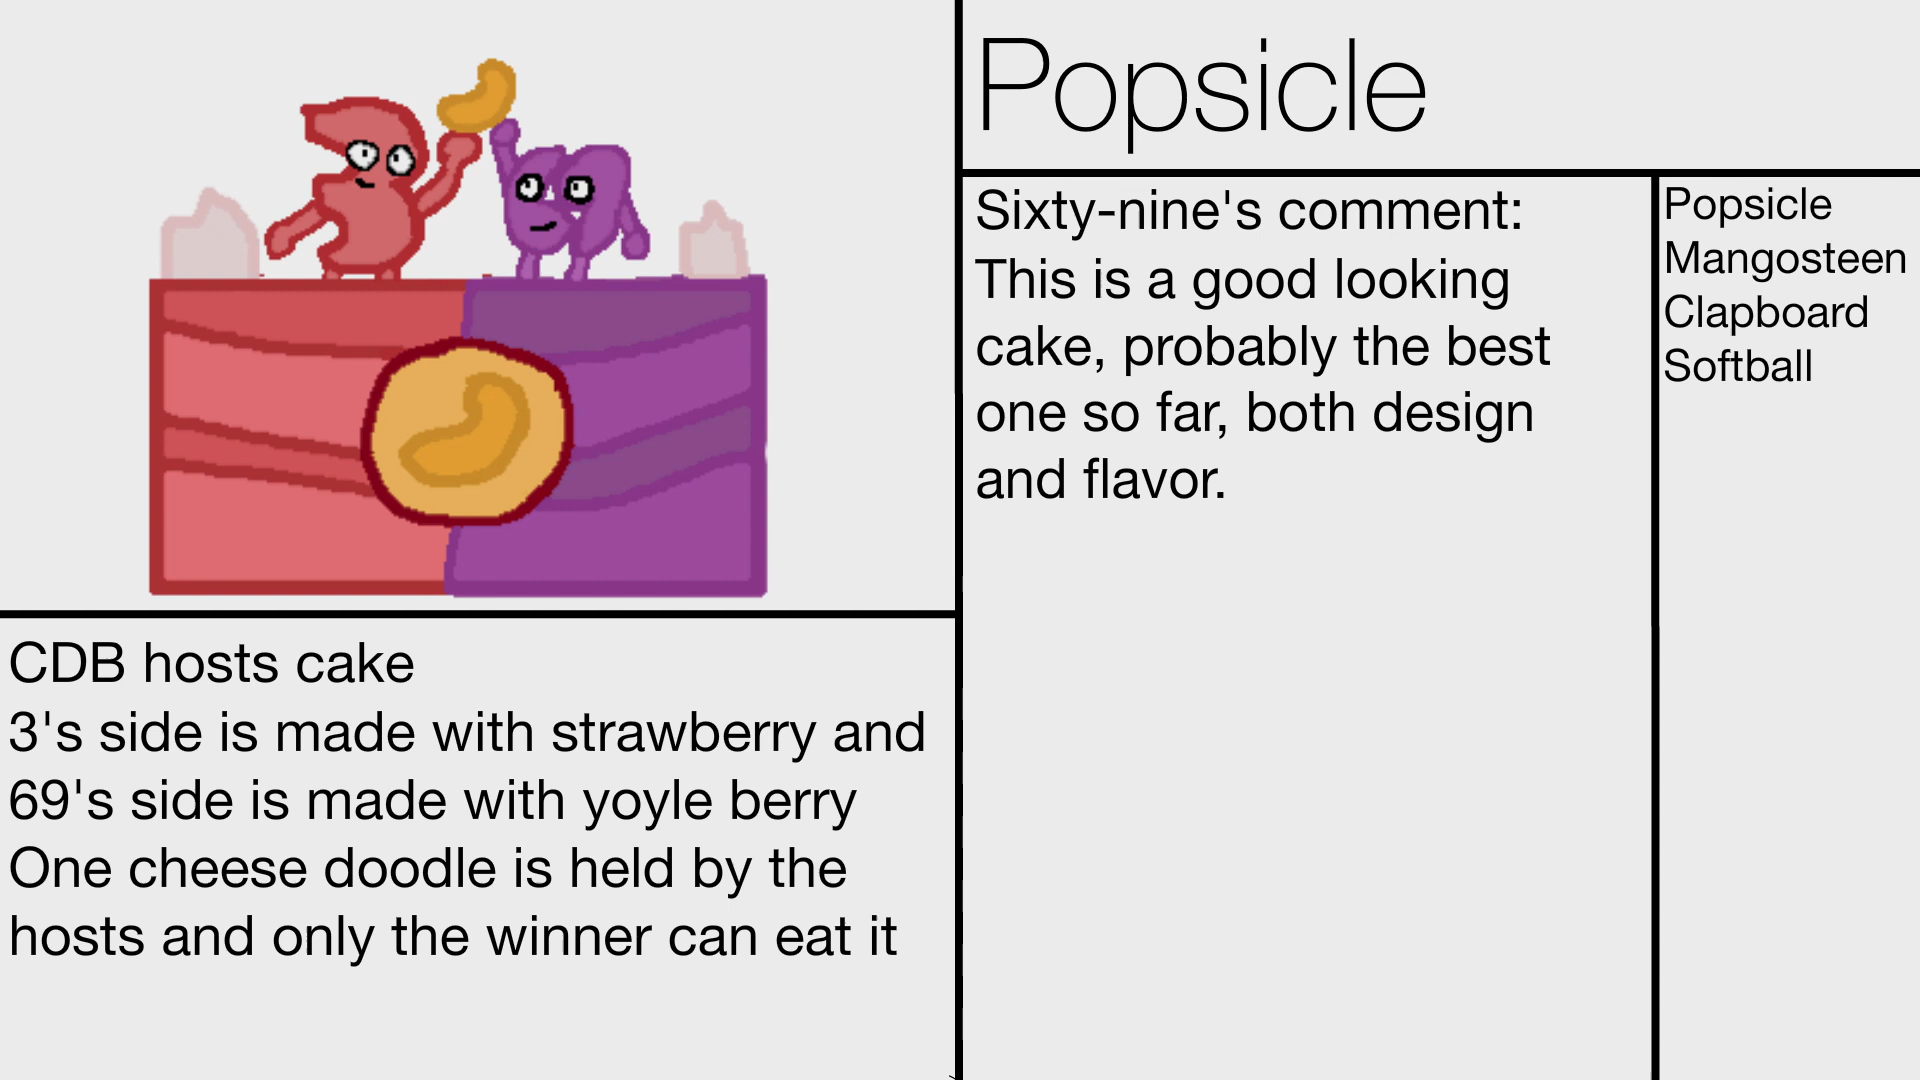 Popsicle
CDB hosts cake
3's side is made with strawberry and
69's side is made with yoyle berry
One cheese doodle is held by the
hosts and only the winner can eat it
Sixty-nine's comment:
This is a good looking
cake, probably the best
one so far, both design
and flavor.
Popsicle
Mangosteen
Clapboard
Softball